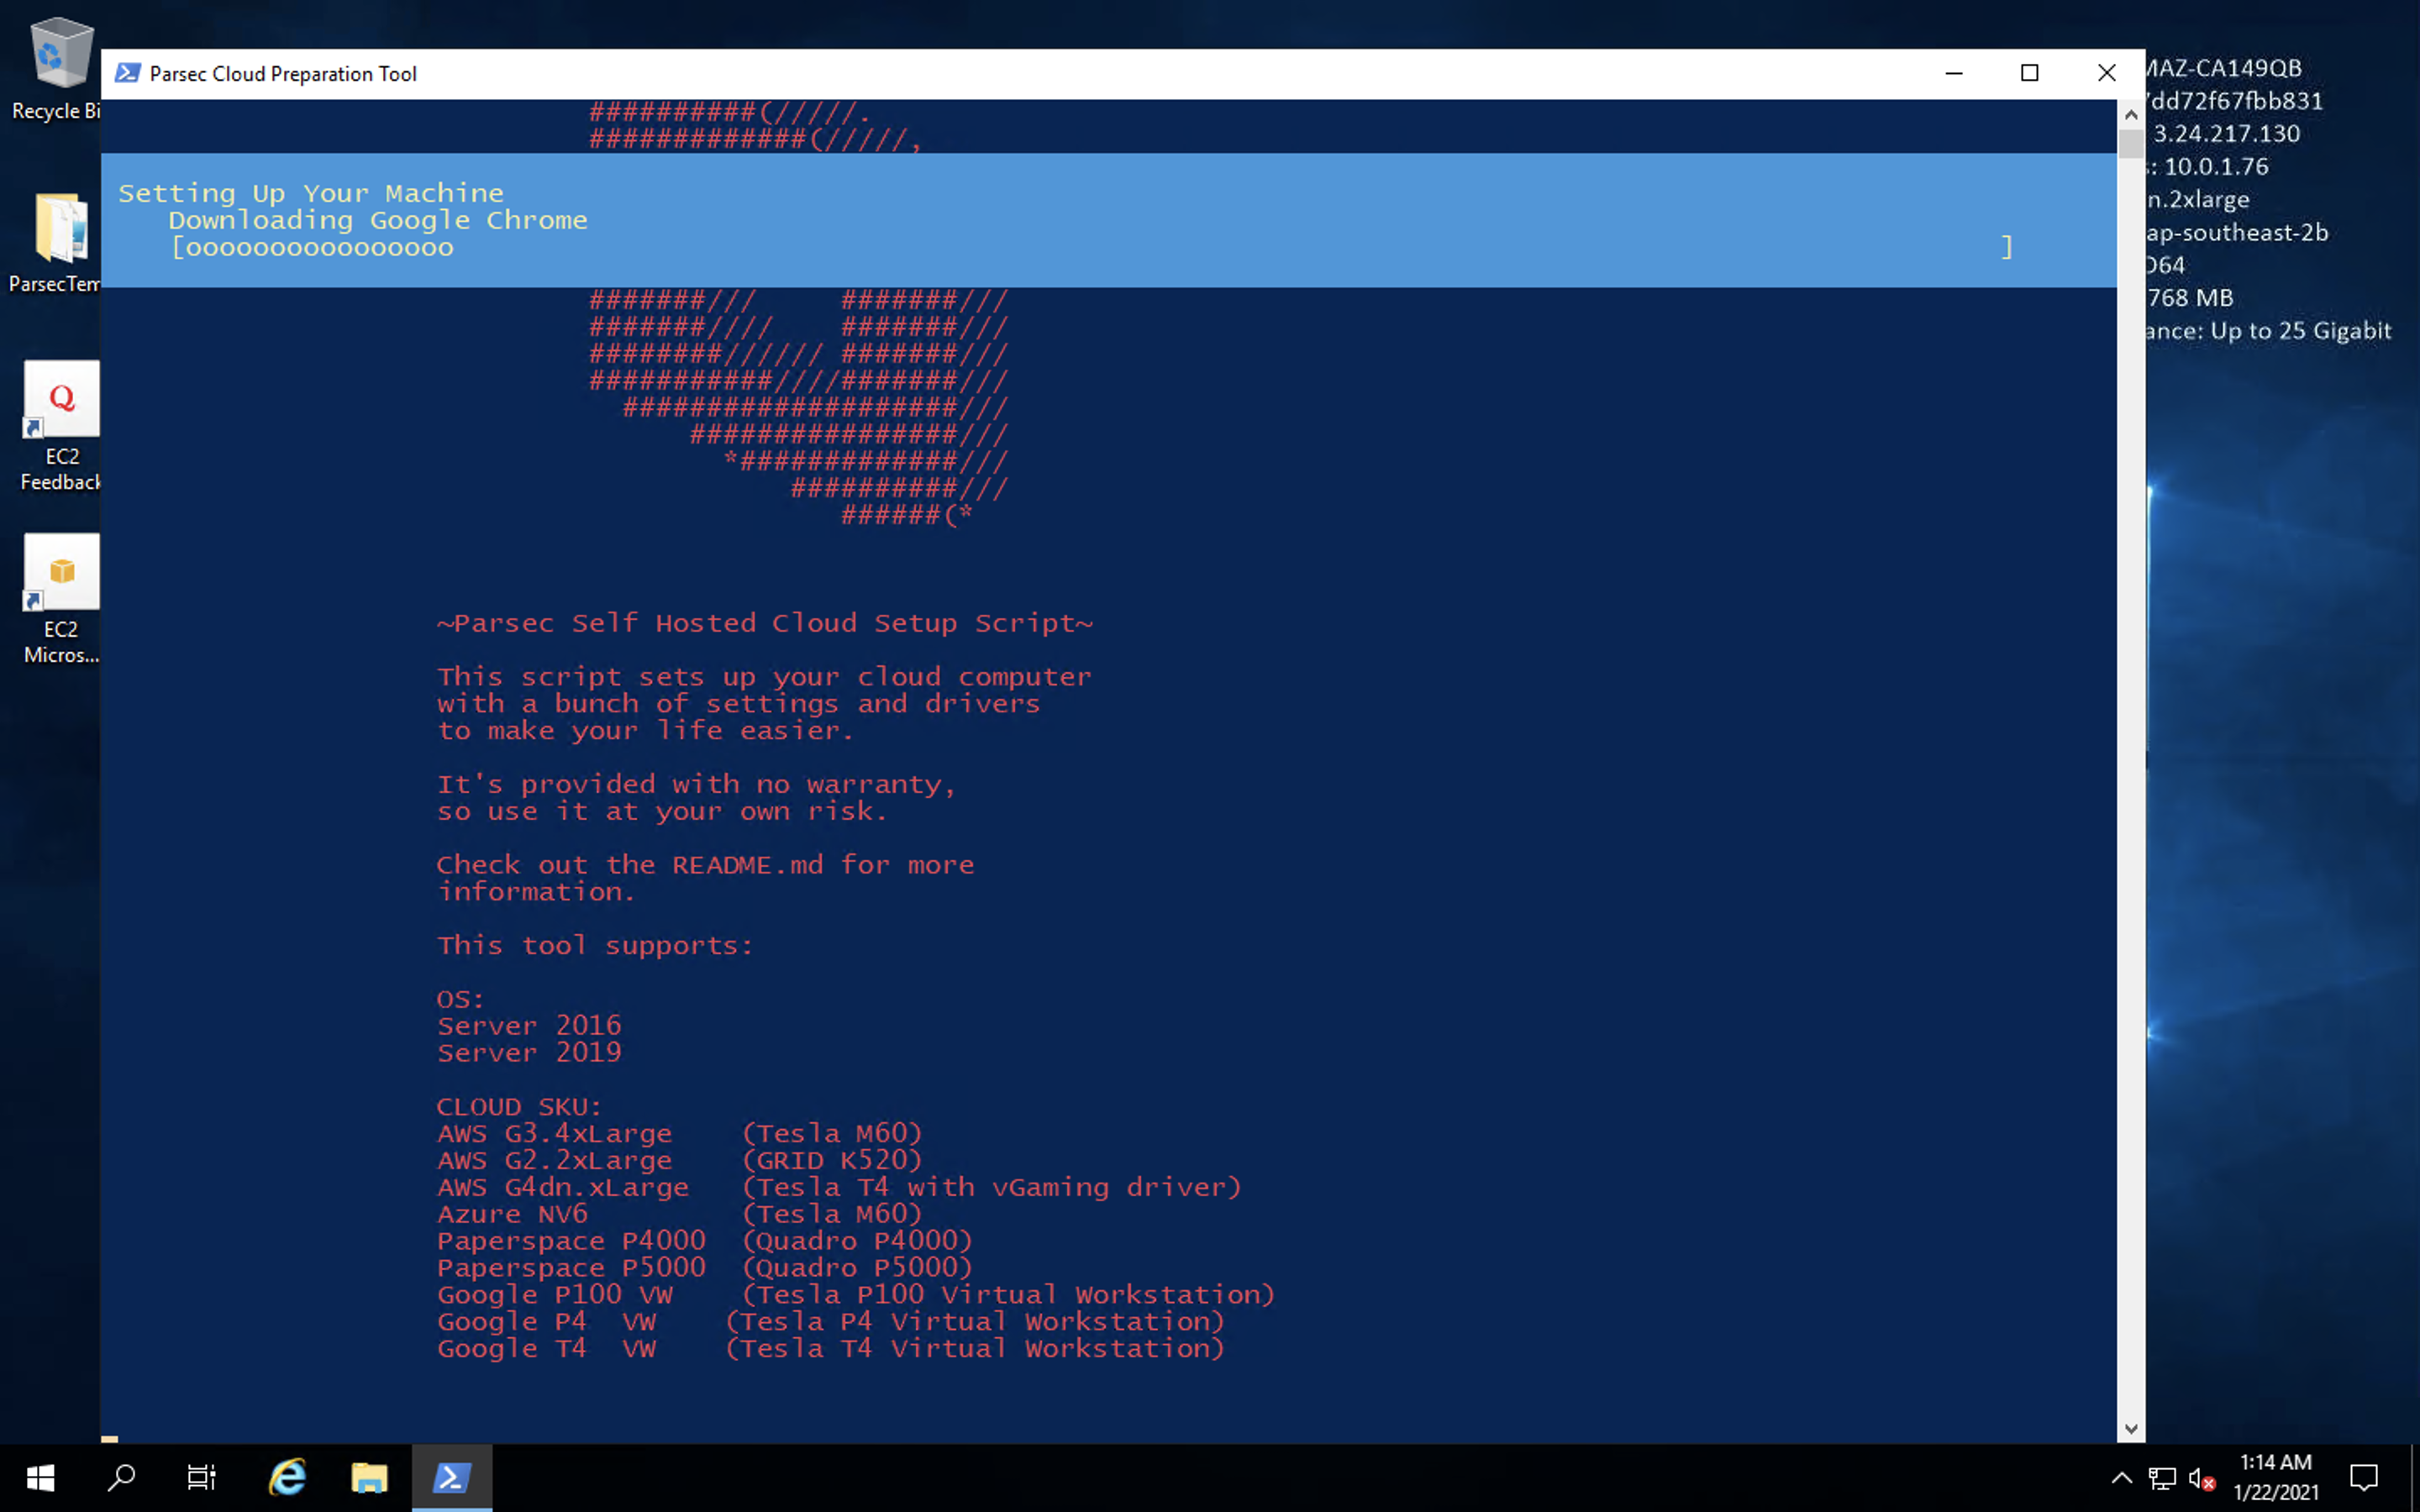 Recycle Bi
ParsecTem
EC2
Feedback
EC2
Micros...
Parsec Cloud Preparation Tool
##########(/////.
#############(/////,
Setting Up Your Machine
Downloading Google Chrome
[oooooooooooooooo ]
#######/// #######///
#######//// #######///
########////// #######///
###########////#######///
####################///
################///
*#############///
##########///
######(*
~Parsec Self Hosted Cloud Setup Script~
This script sets up your cloud computer
with a bunch of settings and drivers
to make your life easier.
It's provided with no warranty,
so use it at your own risk.
Check out the README.md for more
information.
This tool supports:
OS:
Server 2016
Server 2019
CLOUD SKU:
AWS G3.4xLarge (Tesla M60)
AWS G2.2xLarge (GRID K520)
AWS G4dn.xLarge (Tesla T4 with vGaming driver)
Azure NV6 (Tesla M60)
Paperspace P4000 (Quadro P4000)
Paperspace P5000 (Quadro P5000)
Google P100 VW (Tesla P100 Virtual Workstation)
Google P4 VW (Tesla P4 Virtual Workstation)
Google T4 VW (Tesla T4 Virtual Workstation)
MAZ-CA149QB
7dd72f67fbb831
3.24.217.130
: 10.0.1.76
n.2xlarge
ap-southeast-2b
D64
768 MB
ance: Up to 25 Gigabit
1:14 AM
1/22/2021